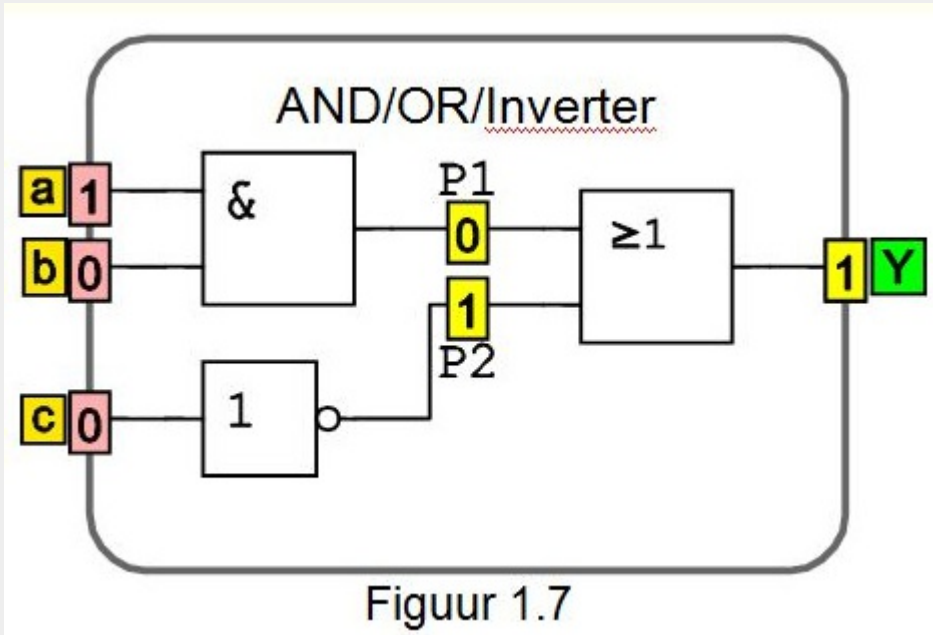 AND/OR/Inverter
a 1
b 0
&
P1
0
≥1
1 Y
1
P2
c 0
1
Figuur 1.7